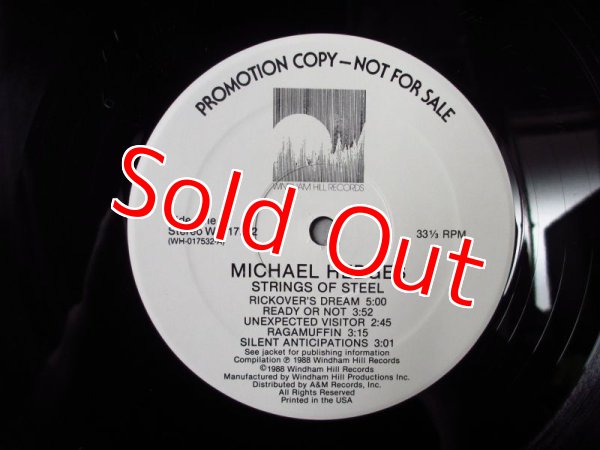 PROMOTION COPY — NOT FOR SALE
WINDHAM HILL RECORDS
Sold Out
Stereo
33⅓ RPM
(WH-017532-A)
MICHAEL HEDGES
STRINGS OF STEEL
RICKOVER'S DREAM 5:00
READY OR NOT 3:52
UNEXPECTED VISITOR 2:45
RAGAMUFFIN 3:15
SILENT ANTICIPATIONS 3:01
See jacket for publishing information
Compilation ℗ 1988 Windham Hill Records
©1988 Windham Hill Records
Manufactured by Windham Hill Productions Inc.
Distributed by A&M Records, Inc.
All Rights Reserved
Printed in the USA